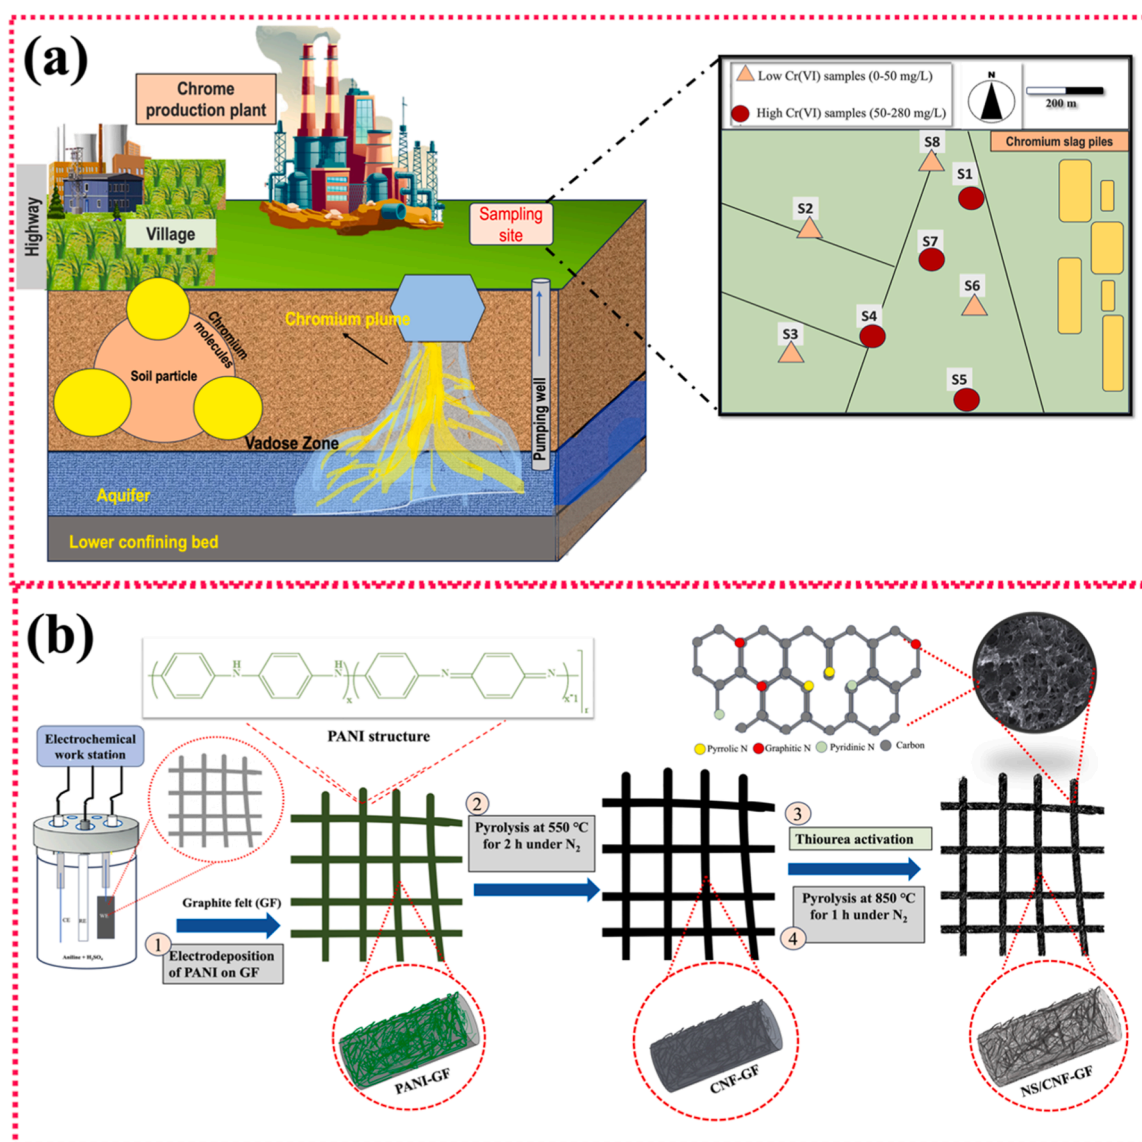 (a)
Chrome
production plant
Highway
Village
Sampling
site
Chromium plume
Chromium
molecules
Soil particle
Vadose Zone
Pumping well
Aquifer
Lower confining bed
Low Cr(VI) samples (0-50 mg/L)
High Cr(VI) samples (50-280 mg/L)
N
200 m
Chromium slag piles
S8
S1
S2
S7
S6
S4
S3
S5
(b)
H
N
H
N
x
N
N
x-1
r
PANI structure
Electrochemical
work station
CE
RE
WE
Aniline + H₂SO₄
Graphite felt (GF)
1
Electrodeposition
of PANI on GF
2
Pyrolysis at 550 °C
for 2 h under N₂
Pyrrolic N
Graphitic N
Pyridinic N
Carbon
3
Thiourea activation
Pyrolysis at 850 °C
for 1 h under N₂
4
PANI-GF
CNF-GF
NS/CNF-GF